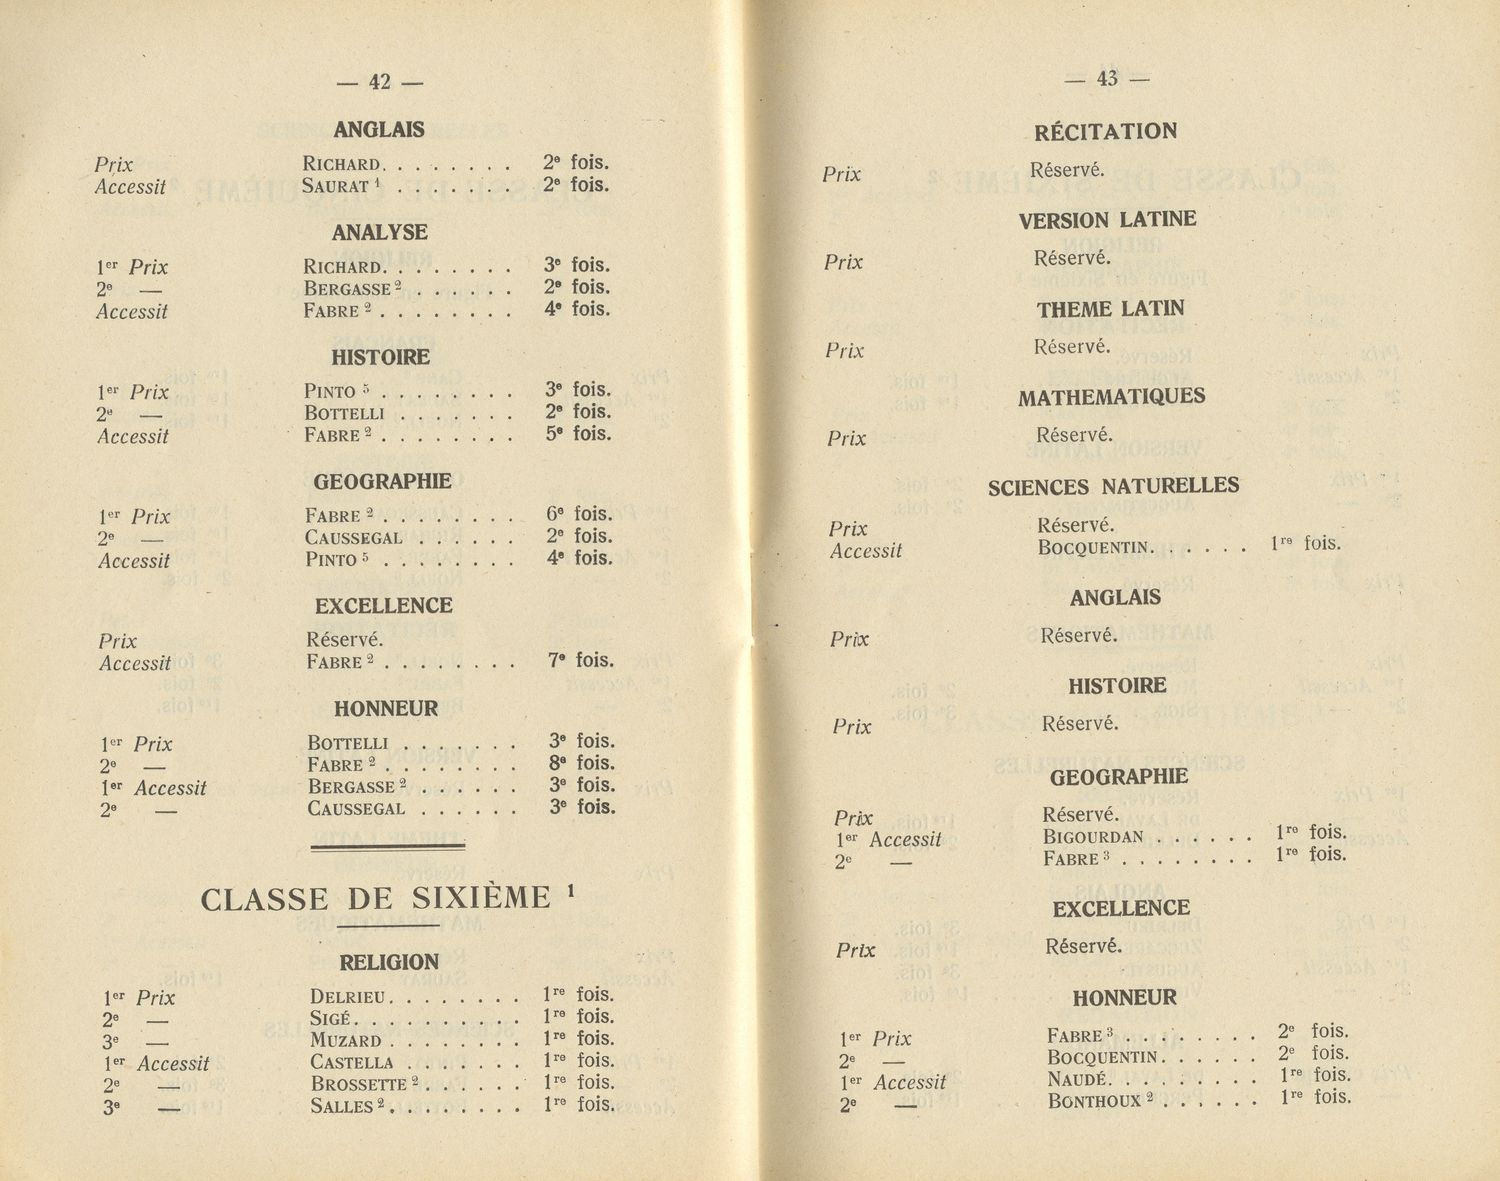 — 42 —
ANGLAIS
Prix RICHARD. . . . . . . . 2e fois.
Accessit SAURAT 1 . . . . . . . 2e fois.
ANALYSE
1er Prix RICHARD. . . . . . . . 3e fois.
2e — BERGASSE 2 . . . . . . 2e fois.
Accessit FABRE 2 . . . . . . . . 4e fois.
HISTOIRE
1er Prix PINTO 5 . . . . . . . . 3e fois.
2e — BOTTELLI . . . . . . . 2e fois.
Accessit FABRE 2 . . . . . . . . 5e fois.
GEOGRAPHIE
1er Prix FABRE 2 . . . . . . . . 6e fois.
2e — CAUSSEGAL . . . . . . 2e fois.
Accessit PINTO 5 . . . . . . . . 4e fois.
EXCELLENCE
Prix Réservé.
Accessit FABRE 2 . . . . . . . . 7e fois.
HONNEUR
1er Prix BOTTELLI . . . . . . . 3e fois.
2e — FABRE 2 . . . . . . . . 8e fois.
1er Accessit BERGASSE 2 . . . . . . 3e fois.
2e — CAUSSEGAL . . . . . . 3e fois.
CLASSE DE SIXIÈME 1
RELIGION
1er Prix DELRIEU. . . . . . . . 1re fois.
2e — SIGÉ. . . . . . . . . . 1re fois.
3e — MUZARD . . . . . . . . 1re fois.
1er Accessit CASTELLA . . . . . . . 1re fois.
2e — BROSSETTE 2 . . . . . . 1re fois.
3e — SALLES 2 . . . . . . . . 1re fois.
— 43 —
RÉCITATION
Prix Réservé.
VERSION LATINE
Prix Réservé.
THEME LATIN
Prix Réservé.
MATHEMATIQUES
Prix Réservé.
SCIENCES NATURELLES
Prix Réservé.
Accessit BOCQUENTIN. . . . . . 1re fois.
ANGLAIS
Prix Réservé.
HISTOIRE
Prix Réservé.
GEOGRAPHIE
Prix Réservé.
1er Accessit BIGOURDAN . . . . . . 1re fois.
2e — FABRE 3 . . . . . . . . 1re fois.
EXCELLENCE
Prix Réservé.
HONNEUR
1er Prix FABRE 3 . . . . . . . . . 2e fois.
2e — BOCQUENTIN. . . . . . 2e fois.
1er Accessit NAUDÉ. . . . . . . . . 1re fois.
2e — BONTHOUX 2 . . . . . . 1re fois.